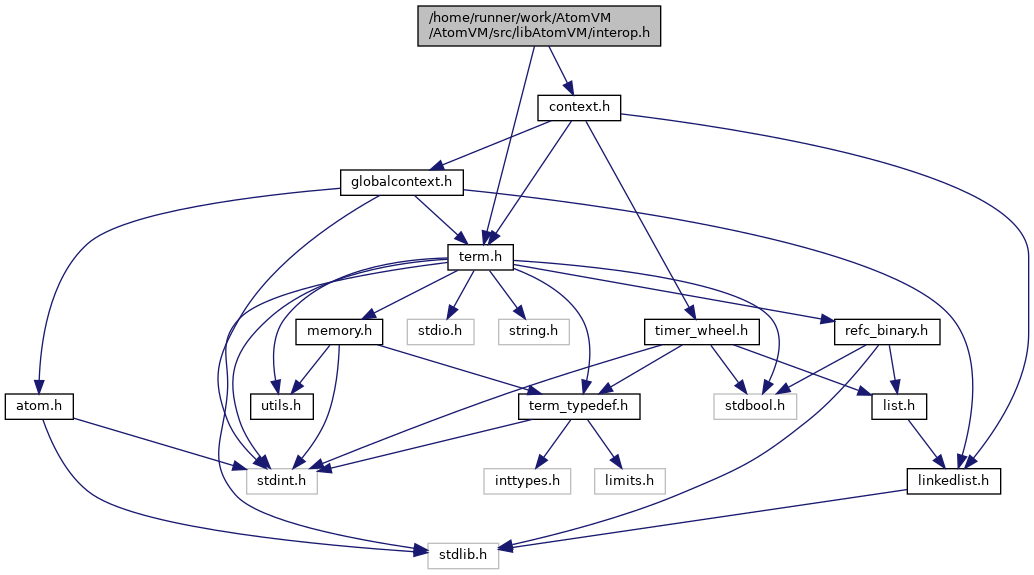 /home/runner/work/AtomVM
/AtomVM/src/libAtomVM/interop.h
context.h
globalcontext.h
term.h
memory.h
stdio.h
string.h
timer_wheel.h
refc_binary.h
atom.h
utils.h
term_typedef.h
stdbool.h
list.h
stdint.h
inttypes.h
limits.h
linkedlist.h
stdlib.h